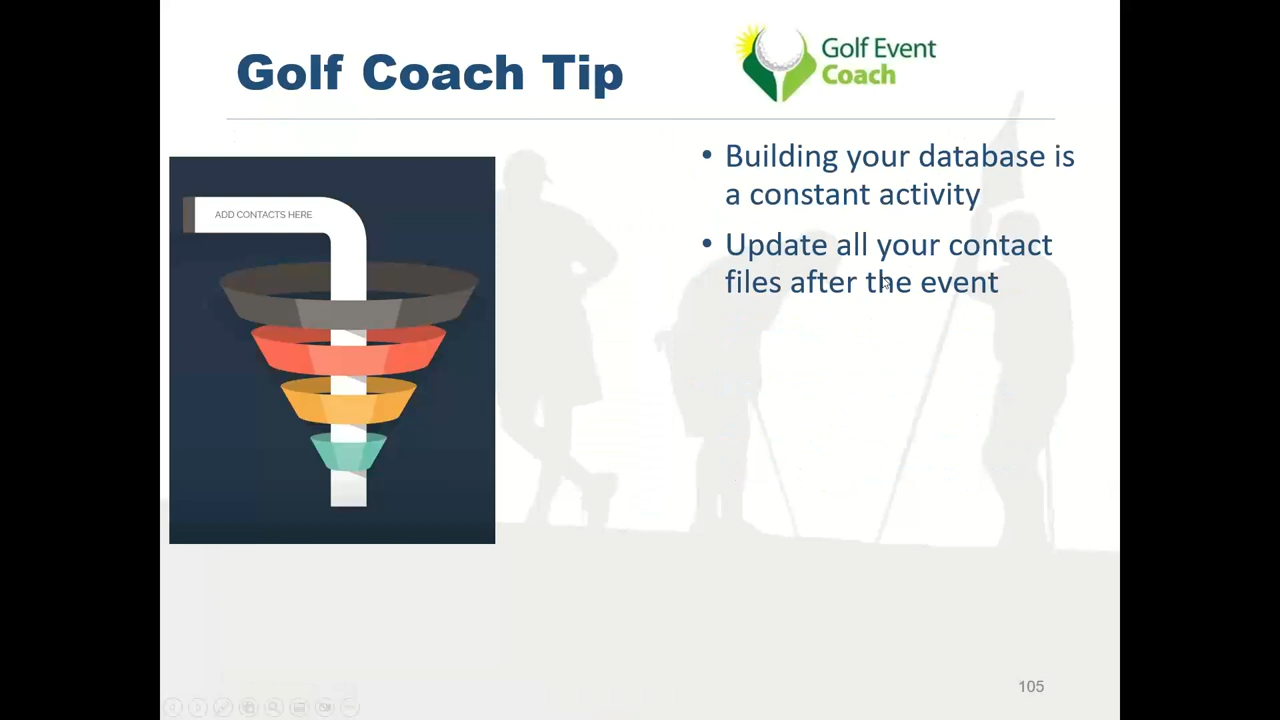 Golf Coach Tip
Golf Event
Coach
ADD CONTACTS HERE
• Building your database is
a constant activity
• Update all your contact
files after the event
105